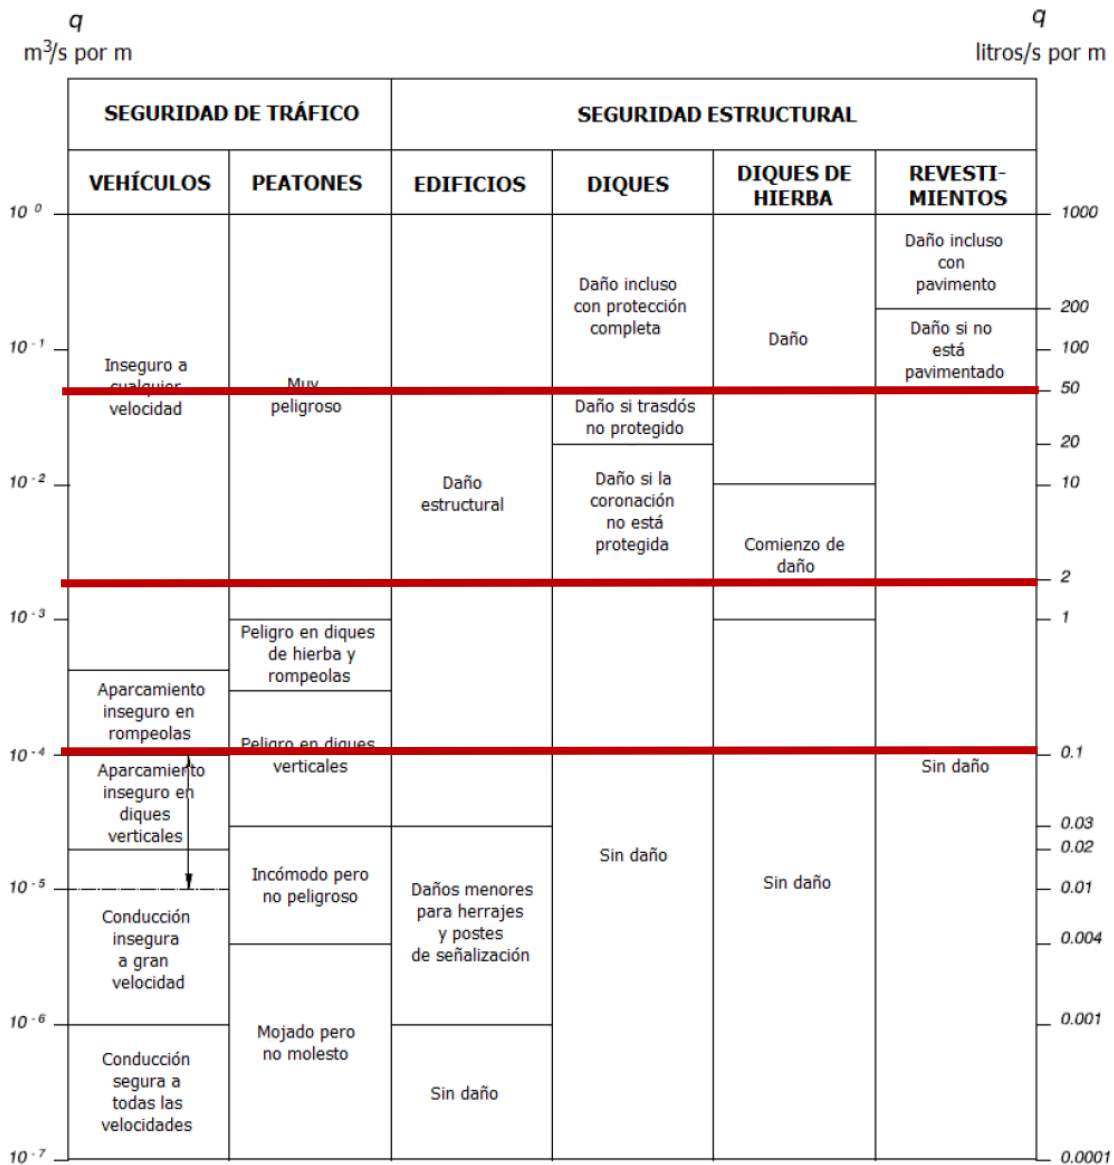 q
m³/s por m
q
litros/s por m
SEGURIDAD DE TRÁFICO
SEGURIDAD ESTRUCTURAL
VEHÍCULOS
PEATONES
EDIFICIOS
DIQUES
DIQUES DE
HIERBA
REVESTI-
MIENTOS
10⁰
10⁻¹
10⁻²
10⁻³
10⁻⁴
10⁻⁵
10⁻⁶
10⁻⁷
Inseguro a
cualquier
velocidad
Aparcamiento
inseguro en
rompeolas
Aparcamiento
inseguro en
diques
verticales
Conducción
insegura
a gran
velocidad
Conducción
segura a
todas las
velocidades
Muy
peligroso
Peligro en diques
de hierba y
rompeolas
Peligro en diques
verticales
Incómodo pero
no peligroso
Mojado pero
no molesto
Daño
estructural
Daños menores
para herrajes
y postes
de señalización
Sin daño
Daño incluso
con protección
completa
Daño si trasdós
no protegido
Daño si la
coronación
no está
protegida
Sin daño
Daño
Comienzo de
daño
Sin daño
Daño incluso
con
pavimento
Daño si no
está
pavimentado
Sin daño
1000
200
100
50
20
10
2
1
0.1
0.03
0.02
0.01
0.004
0.001
0.0001